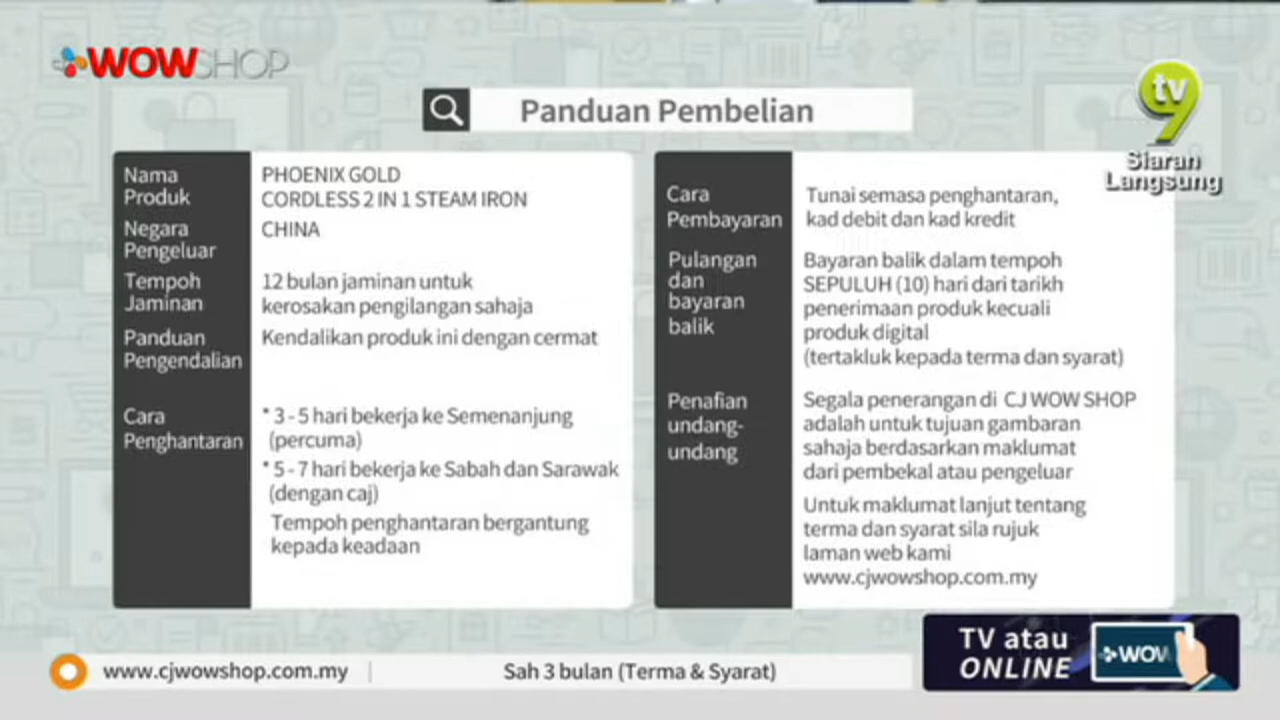 WOWSHOP
tv9
Siaran
Langsung
Panduan Pembelian
Nama
Produk
PHOENIX GOLD
CORDLESS 2 IN 1 STEAM IRON
Negara
Pengeluar
CHINA
Tempoh
Jaminan
12 bulan jaminan untuk
kerosakan pengilangan sahaja
Panduan
Pengendalian
Kendalikan produk ini dengan cermat
Cara
Penghantaran
* 3 - 5 hari bekerja ke Semenanjung
(percuma)
* 5 - 7 hari bekerja ke Sabah dan Sarawak
(dengan caj)
Tempoh penghantaran bergantung
kepada keadaan
Cara
Pembayaran
Tunai semasa penghantaran,
kad debit dan kad kredit
Pulangan
dan
bayaran
balik
Bayaran balik dalam tempoh
SEPULUH (10) hari dari tarikh
penerimaan produk kecuali
produk digital
(tertakluk kepada terma dan syarat)
Penafian
undang-
undang
Segala penerangan di CJ WOW SHOP
adalah untuk tujuan gambaran
sahaja berdasarkan maklumat
dari pembekal atau pengeluar
Untuk maklumat lanjut tentang
terma dan syarat sila rujuk
laman web kami
www.cjwowshop.com.my
www.cjwowshop.com.my
Sah 3 bulan (Terma & Syarat)
TV atau
ONLINE
WOW